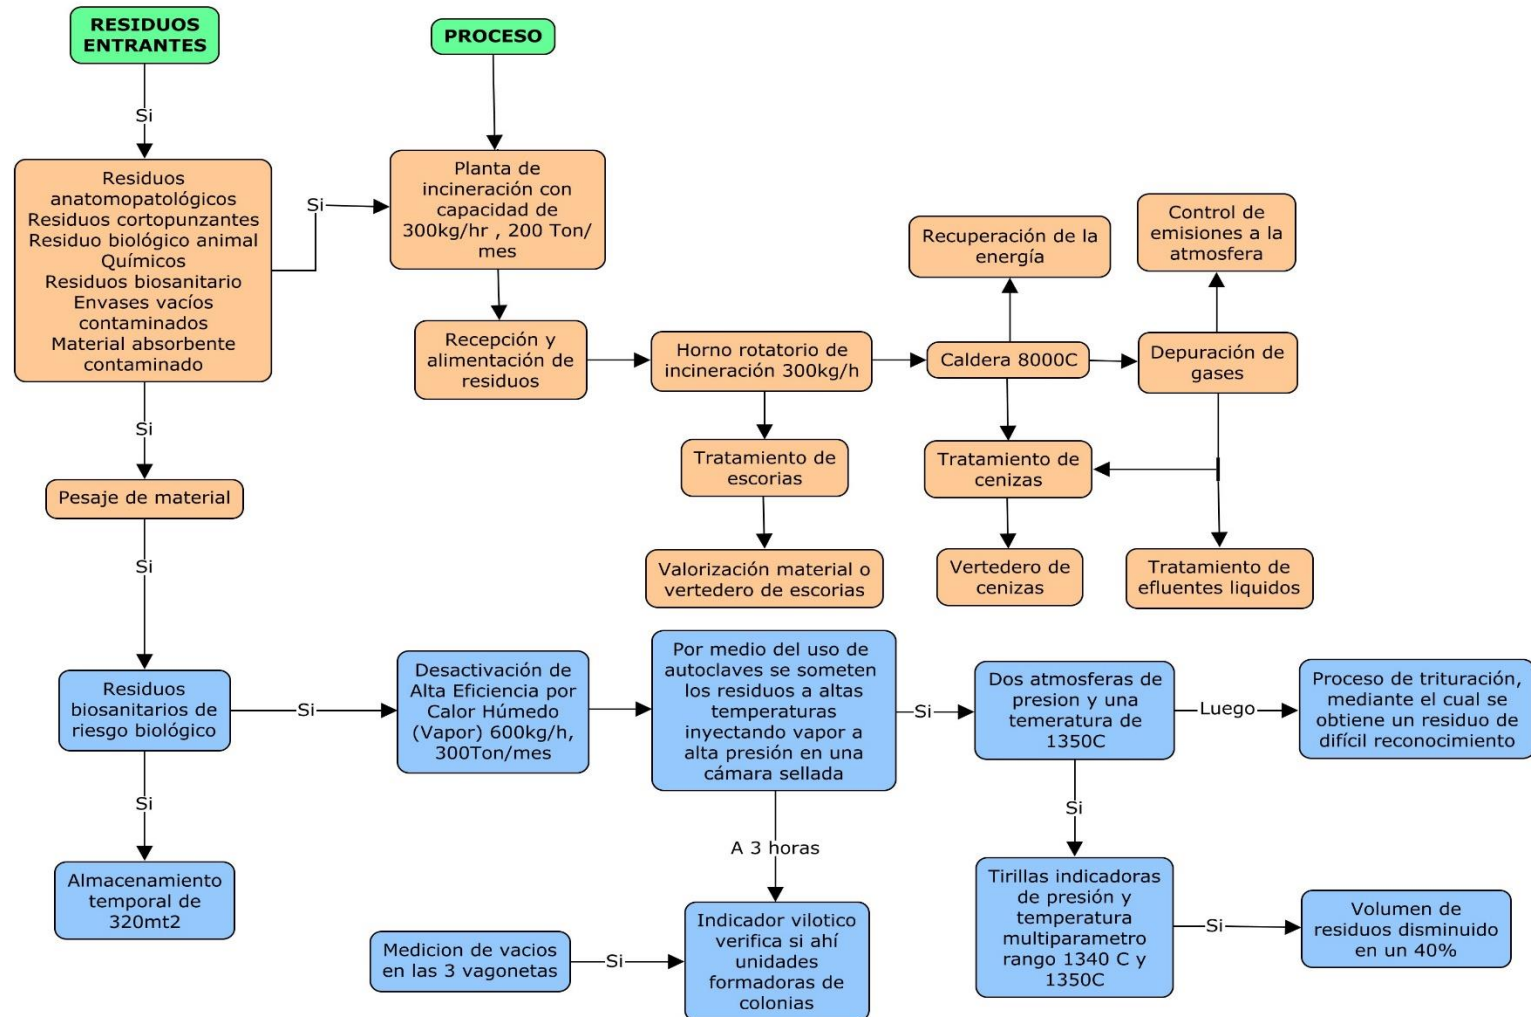 RESIDUOS
ENTRANTES
PROCESO
Si
Residuos
anatomopatológicos
Residuos cortopunzantes
Residuo biológico animal
Químicos
Residuos biosanitario
Envases vacíos
contaminados
Material absorbente
contaminado
Si
Planta de
incineración con
capacidad de
300kg/hr , 200 Ton/
mes
Recuperación de la
energía
Control de
emisiones a la
atmosfera
Recepción y
alimentación de
residuos
Horno rotatorio de
incineración 300kg/h
Caldera 8000C
Depuración de
gases
Si
Tratamiento de
escorias
Tratamiento de
cenizas
Pesaje de material
Si
Valorización material o
vertedero de escorias
Vertedero de
cenizas
Tratamiento de
efluentes liquidos
Residuos
biosanitarios de
riesgo biológico
Si
Desactivación de
Alta Eficiencia por
Calor Húmedo
(Vapor) 600kg/h,
300Ton/mes
Por medio del uso de
autoclaves se someten
los residuos a altas
temperaturas
inyectando vapor a
alta presión en una
cámara sellada
Si
Dos atmosferas de
presion y una
temeratura de
1350C
Luego
Proceso de trituración,
mediante el cual se
obtiene un residuo de
difícil reconocimiento
Si
Si
A 3 horas
Almacenamiento
temporal de
320mt2
Medicion de vacios
en las 3 vagonetas
Si
Indicador vilotico
verifica si ahí
unidades
formadoras de
colonias
Tirillas indicadoras
de presión y
temperatura
multiparametro
rango 1340 C y
1350C
Si
Volumen de
residuos disminuido
en un 40%